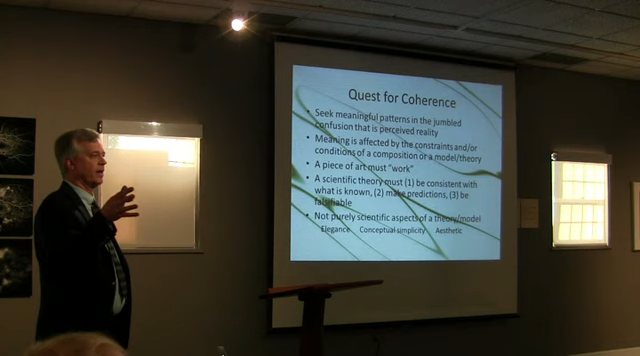 Quest for Coherence
• Seek meaningful patterns in the jumbled
confusion that is perceived reality
• Meaning is affected by the constraints and/or
conditions of a composition or a model/theory
• A piece of art must "work"
• A scientific theory must (1) be consistent with
what is known, (2) make predictions, (3) be
falsifiable
• Not purely scientific aspects of a theory/model
Elegance Conceptual simplicity Aesthetic